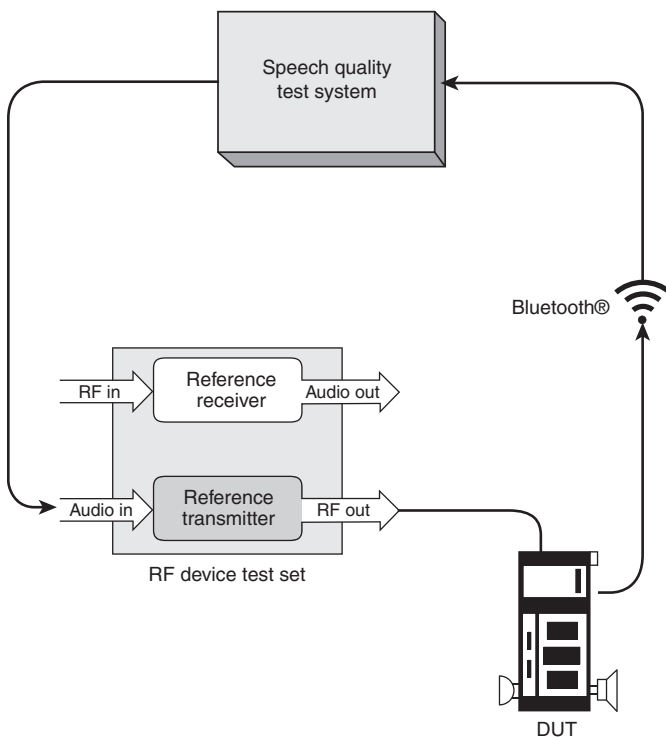 Speech quality
test system
Bluetooth®
RF in
Reference
receiver
Audio out
Audio in
Reference
transmitter
RF out
RF device test set
DUT